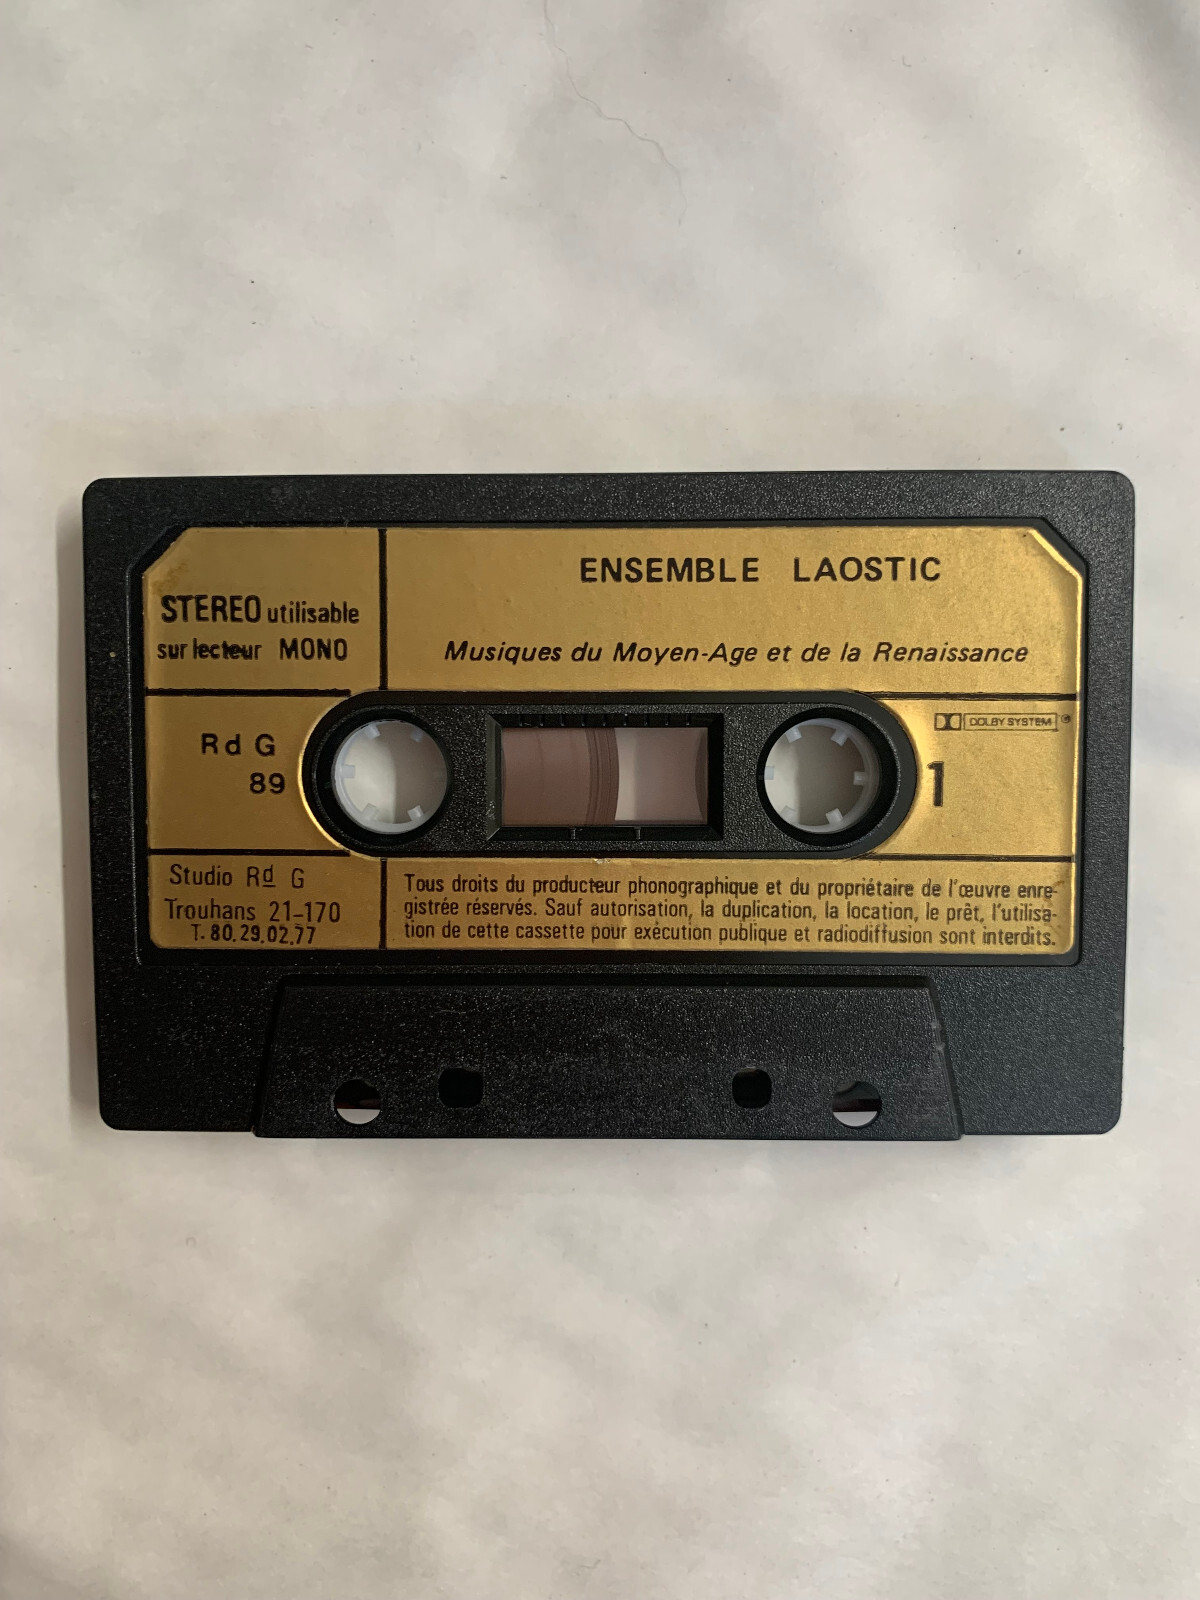 ENSEMBLE LAOSTIC
STEREO utilisable
sur lecteur MONO
Musiques du Moyen-Age et de la Renaissance
DOLBY SYSTEM ®
Rd G
89
1
Studio Rd G
Trouhans 21-170
T. 80.29.02.77
Tous droits du producteur phonographique et du propriétaire de l'œuvre enre-
gistrée réservés. Sauf autorisation, la duplication, la location, le prêt, l'utilisa-
tion de cette cassette pour exécution publique et radiodiffusion sont interdits.